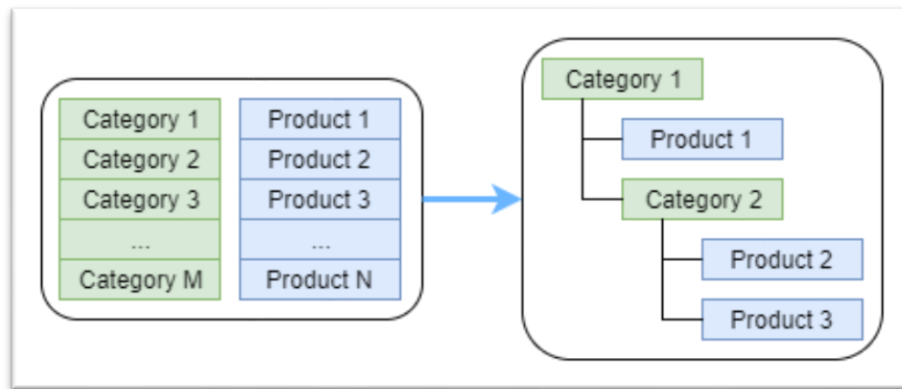 Category 1
Category 2
Category 3
...
Category M
Product 1
Product 2
Product 3
...
Product N
Category 1
Product 1
Category 2
Product 2
Product 3